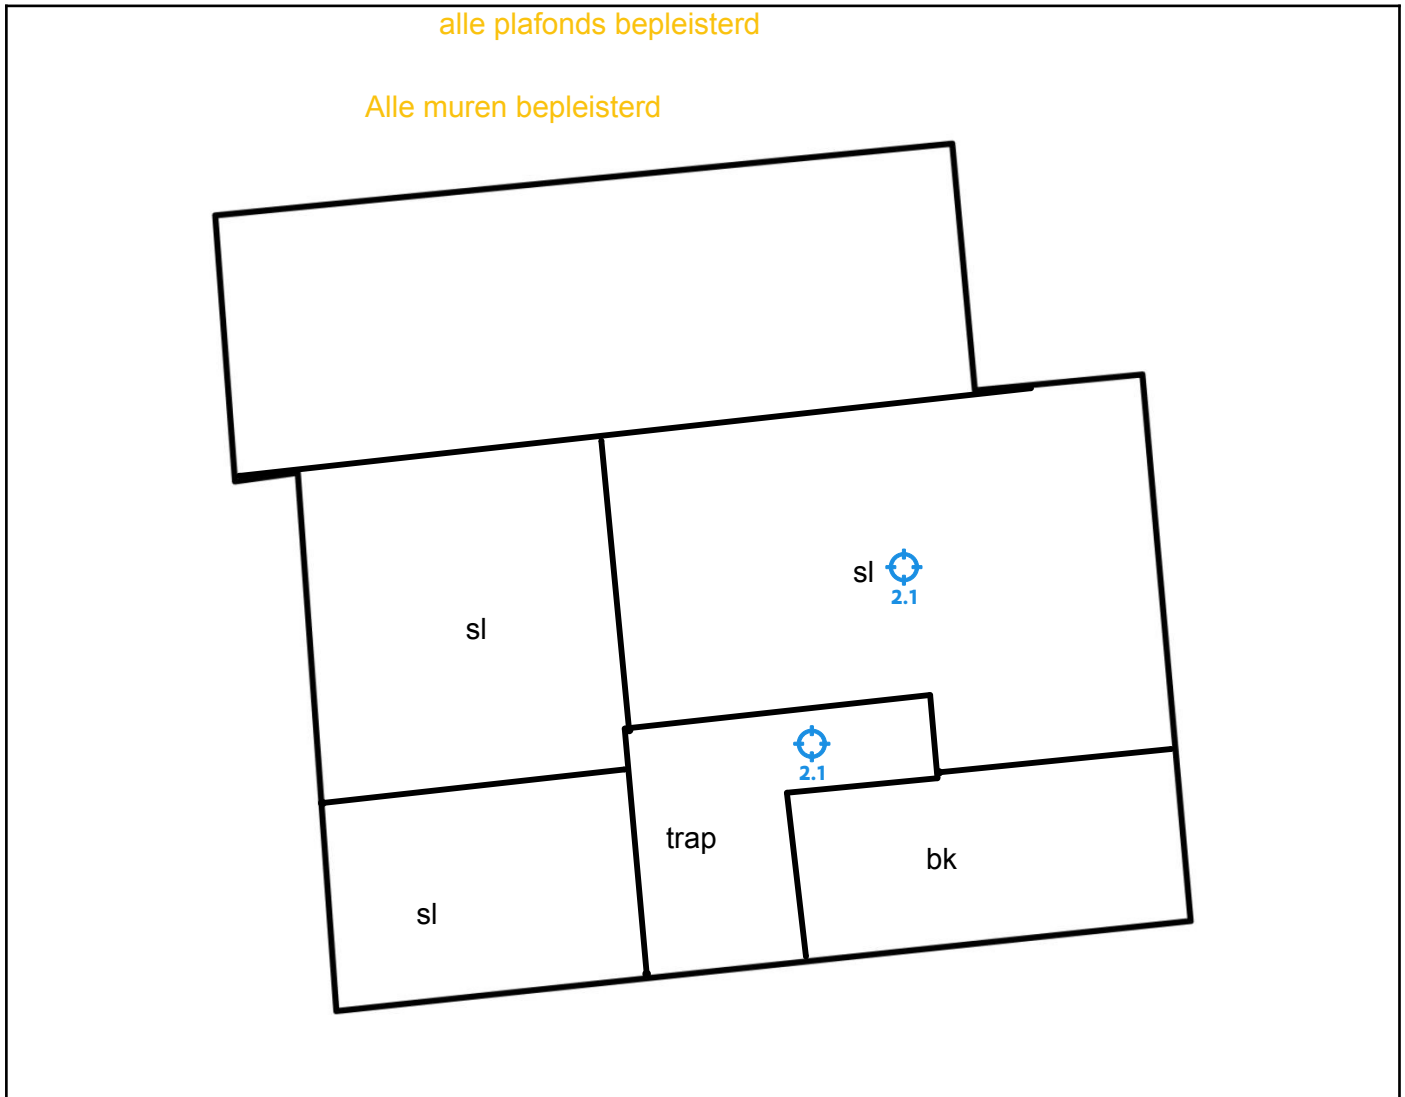 alle plafonds bepleisterd
Alle muren bepleisterd
sl
2.1
sl
2.1
trap
bk
sl